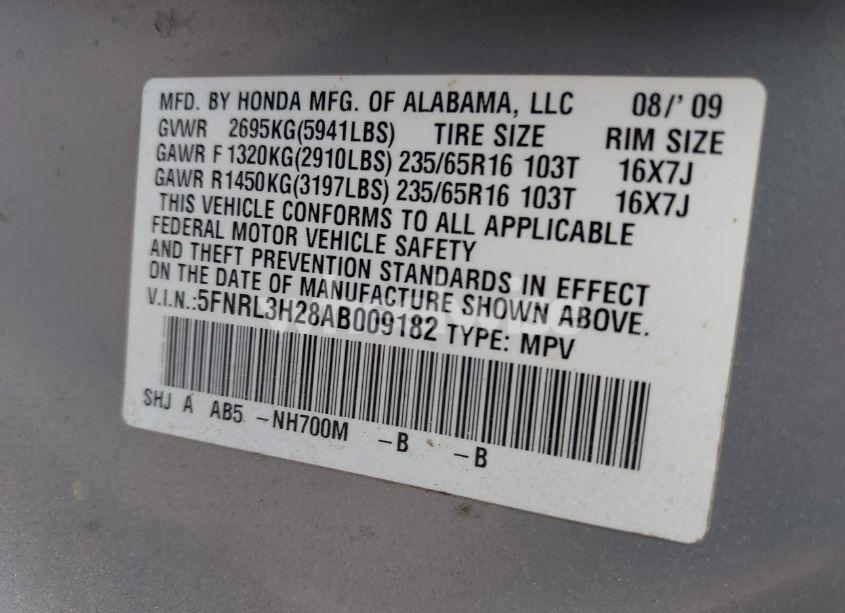 MFD. BY HONDA MFG. OF ALABAMA, LLC 08/' 09
GVWR 2695KG(5941LBS) TIRE SIZE RIM SIZE
GAWR F 1320KG(2910LBS) 235/65R16 103T 16X7J
GAWR R1450KG(3197LBS) 235/65R16 103T 16X7J
THIS VEHICLE CONFORMS TO ALL APPLICABLE
FEDERAL MOTOR VEHICLE SAFETY
AND THEFT PREVENTION STANDARDS IN EFFECT
ON THE DATE OF MANUFACTURE SHOWN ABOVE.
V.I.N.:5FNRL3H28AB009182 TYPE: MPV
SHJ A AB5 -NH700M -B -B